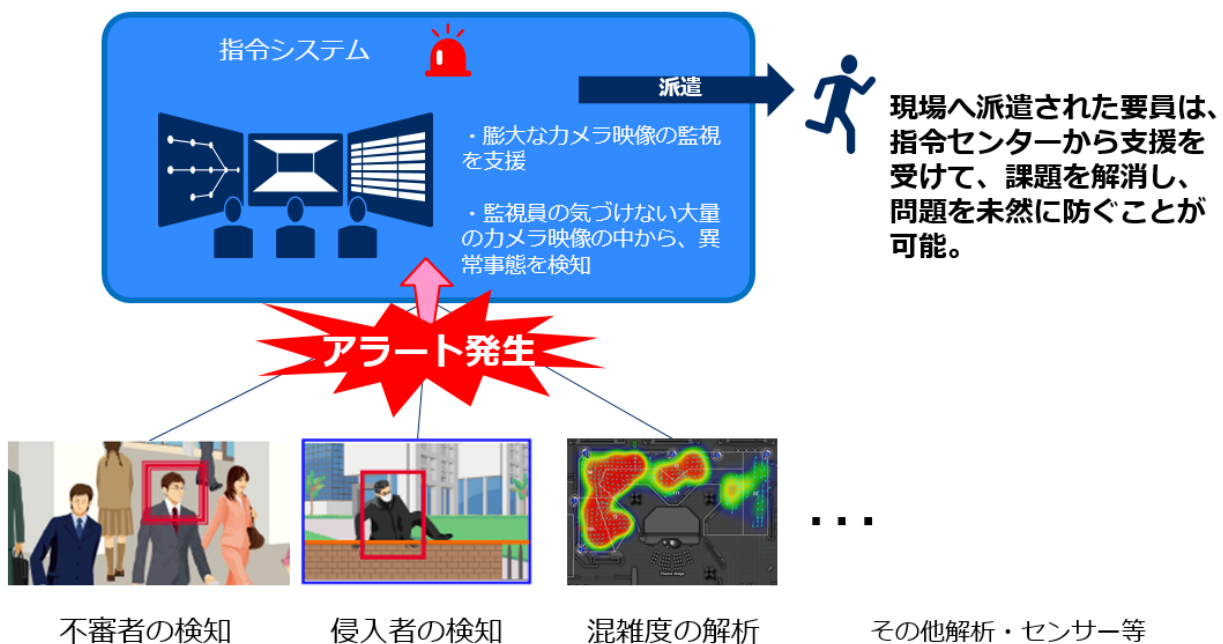 指令システム
派遣
・膨大なカメラ映像の監視
を支援
・監視員の気づけない大量
のカメラ映像の中から、異
常事態を検知
現場へ派遣された要員は、
指令センターから支援を
受けて、課題を解消し、
問題を未然に防ぐことが
可能。
アラート発生
...
不審者の検知
侵入者の検知
混雑度の解析
その他解析・センサー等